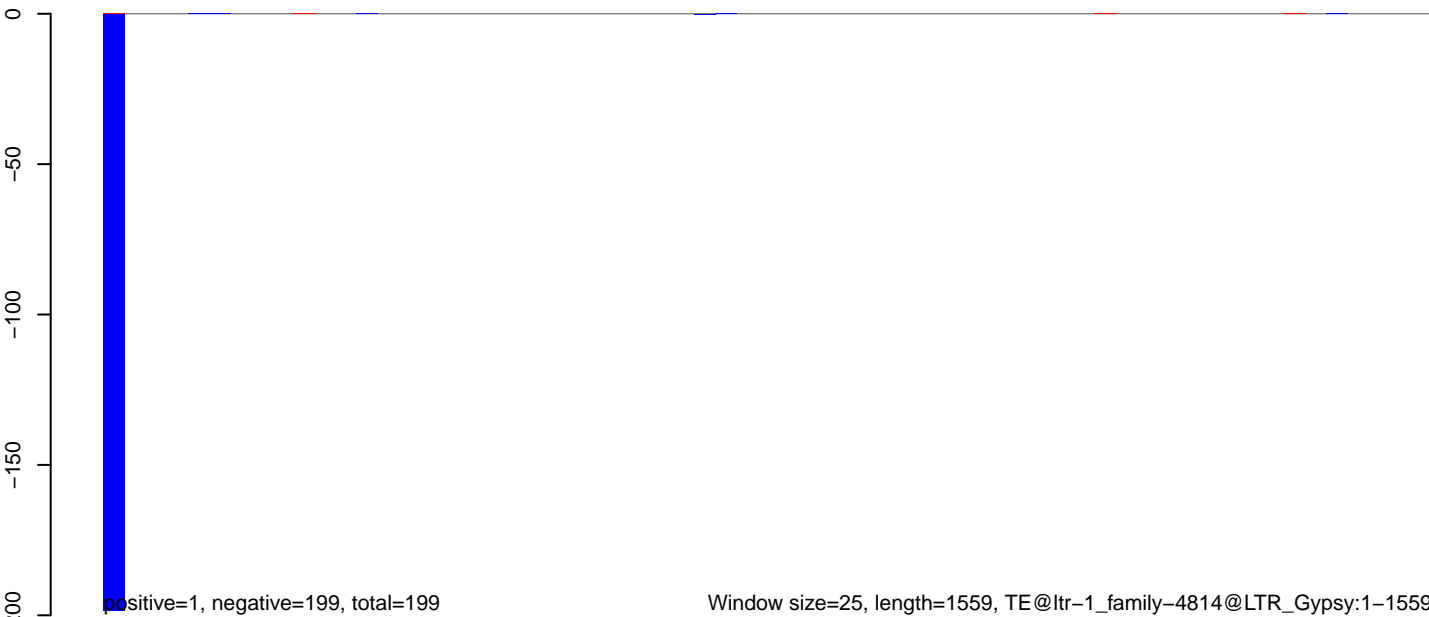 0
−50
−100
−150
00
positive=1, negative=199, total=199
Window size=25, length=1559, TE@ltr−1_family−4814@LTR_Gypsy:1−1559